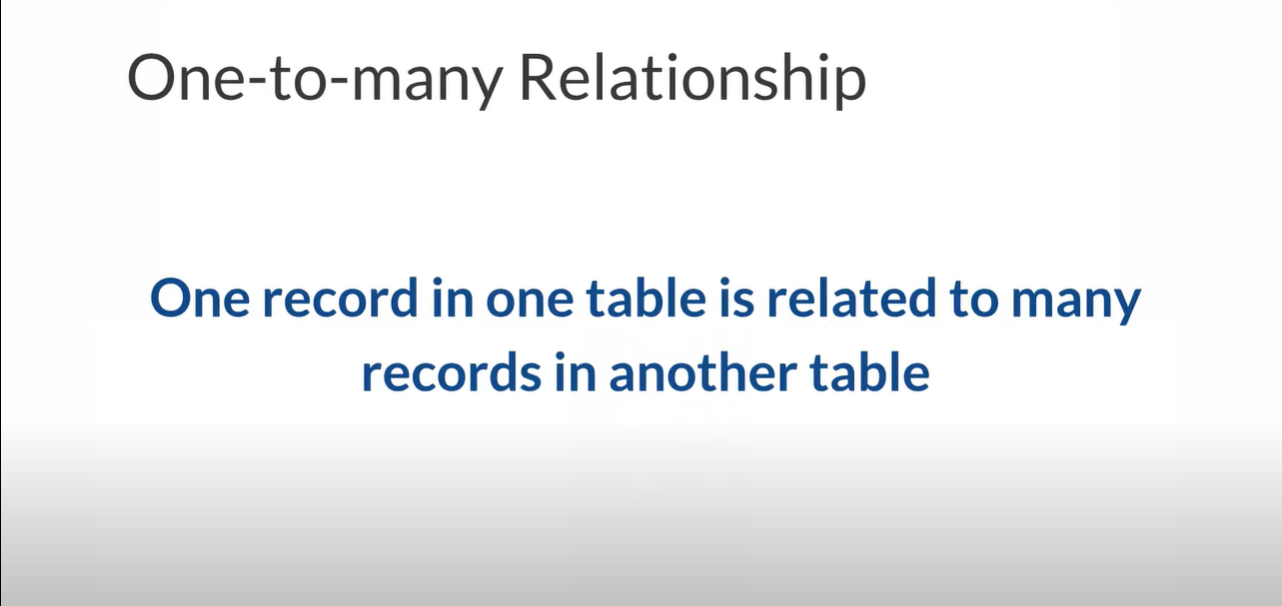 One-to-many Relationship
One record in one table is related to many
records in another table